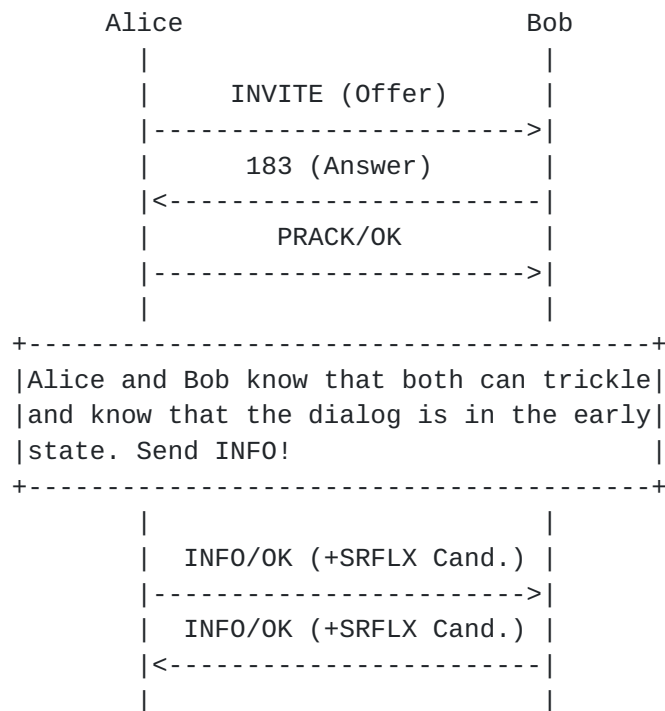 Alice Bob
INVITE (Offer)
183 (Answer)
PRACK/OK
Alice and Bob know that both can trickle
and know that the dialog is in the early
state. Send INFO!
INFO/OK (+SRFLX Cand.)
INFO/OK (+SRFLX Cand.)